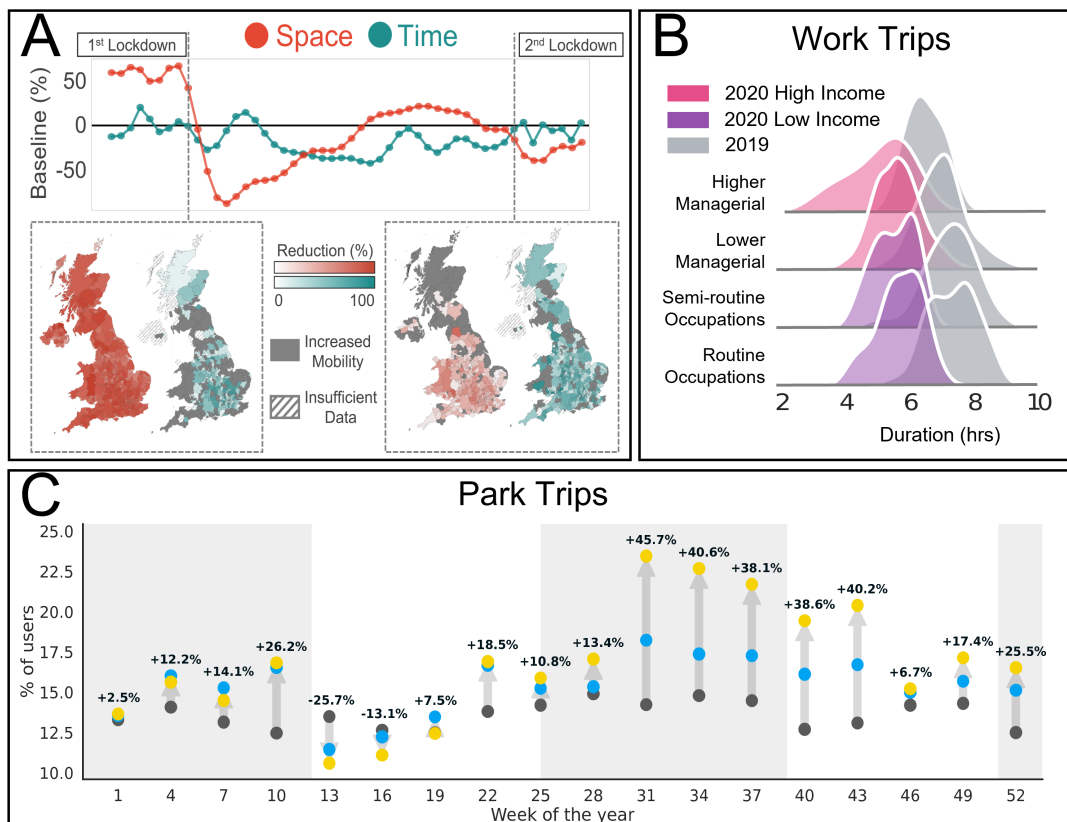 A
Space
Time
1st Lockdown
2nd Lockdown
Baseline (%)
50
0
-50
Reduction (%)
0
100
Increased
Mobility
Insufficient
Data
B
Work Trips
2020 High Income
2020 Low Income
2019
Higher
Managerial
Lower
Managerial
Semi-routine
Occupations
Routine
Occupations
2 4 6 8 10
Duration (hrs)
C
Park Trips
% of users
25.0
22.5
20.0
17.5
15.0
12.5
10.0
+2.5%
+12.2%
+14.1%
+26.2%
-25.7%
-13.1%
+7.5%
+18.5%
+10.8%
+13.4%
+45.7%
+40.6%
+38.1%
+38.6%
+40.2%
+6.7%
+17.4%
+25.5%
1 4 7 10 13 16 19 22 25 28 31 34 37 40 43 46 49 52
Week of the year